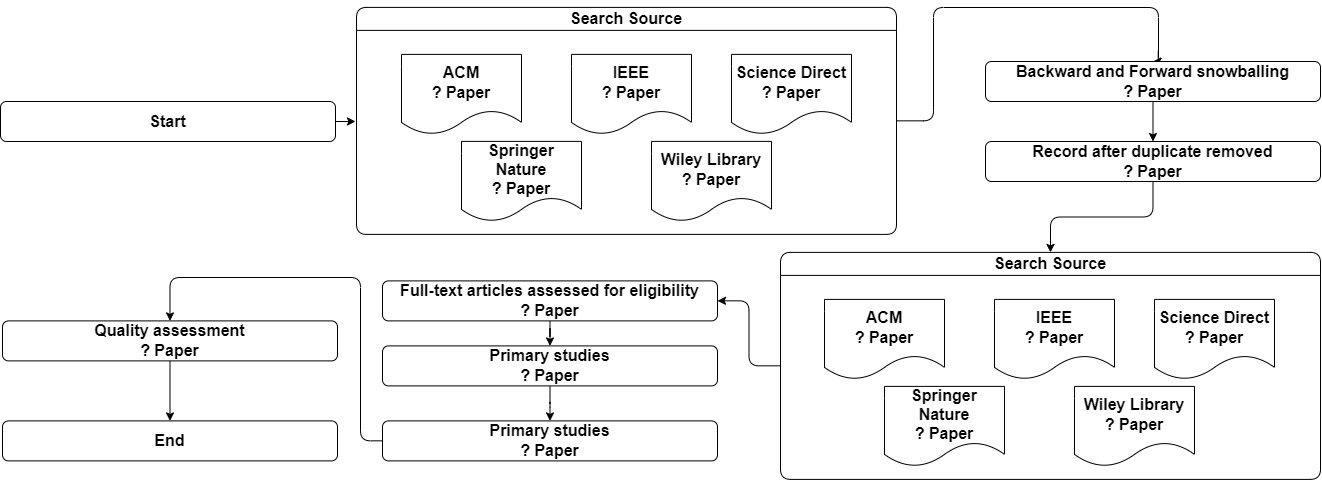 Start
Search Source
ACM
? Paper
IEEE
? Paper
Science Direct
? Paper
Springer
Nature
? Paper
Wiley Library
? Paper
Backward and Forward snowballing
? Paper
Record after duplicate removed
? Paper
Search Source
ACM
? Paper
IEEE
? Paper
Science Direct
? Paper
Springer
Nature
? Paper
Wiley Library
? Paper
Full-text articles assessed for eligibility
? Paper
Primary studies
? Paper
Primary studies
? Paper
Quality assessment
? Paper
End